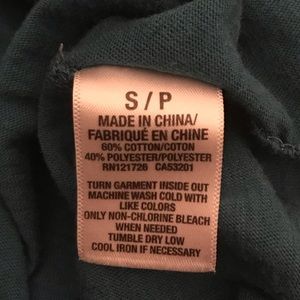 S / P
MADE IN CHINA/
FABRIQUÉ EN CHINE
60% COTTON/COTON
40% POLYESTER/POLYESTER
RN121726 CA53201
TURN GARMENT INSIDE OUT
MACHINE WASH COLD WITH
LIKE COLORS
ONLY NON-CHLORINE BLEACH
WHEN NEEDED
TUMBLE DRY LOW
COOL IRON IF NECESSARY